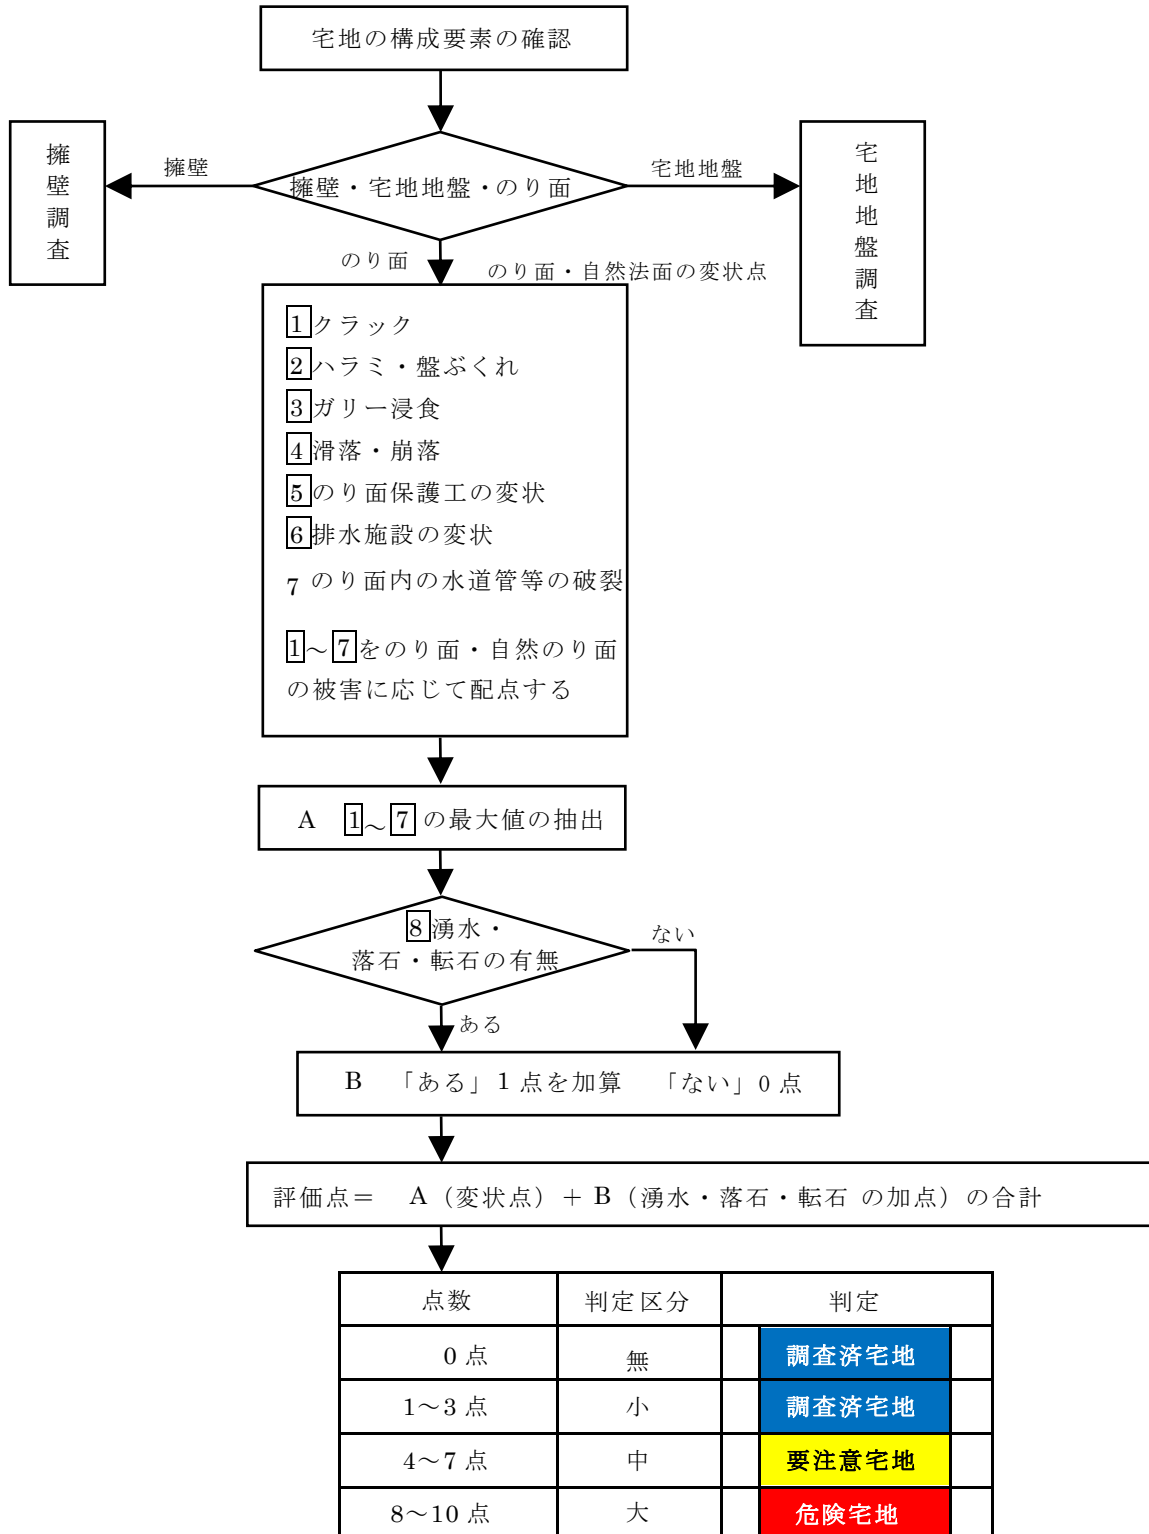 宅地の構成要素の確認
擁壁調査
擁壁
擁壁・宅地地盤・のり面
宅地地盤
宅地地盤調査
のり面
のり面・自然法面の変状点
1クラック
2ハラミ・盤ぶくれ
3ガリー浸食
4滑落・崩落
5のり面保護工の変状
6排水施設の変状
7 のり面内の水道管等の破裂
1～7をのり面・自然のり面
の被害に応じて配点する
A 1～7の最大値の抽出
8湧水・
落石・転石の有無
ない
ある
B 「ある」1点を加算 「ない」0点
評価点＝ A（変状点）＋B（湧水・落石・転石 の加点）の合計
点数 判定区分 判定
0点 無 調査済宅地
1～3点 小 調査済宅地
4～7点 中 要注意宅地
8～10点 大 危険宅地